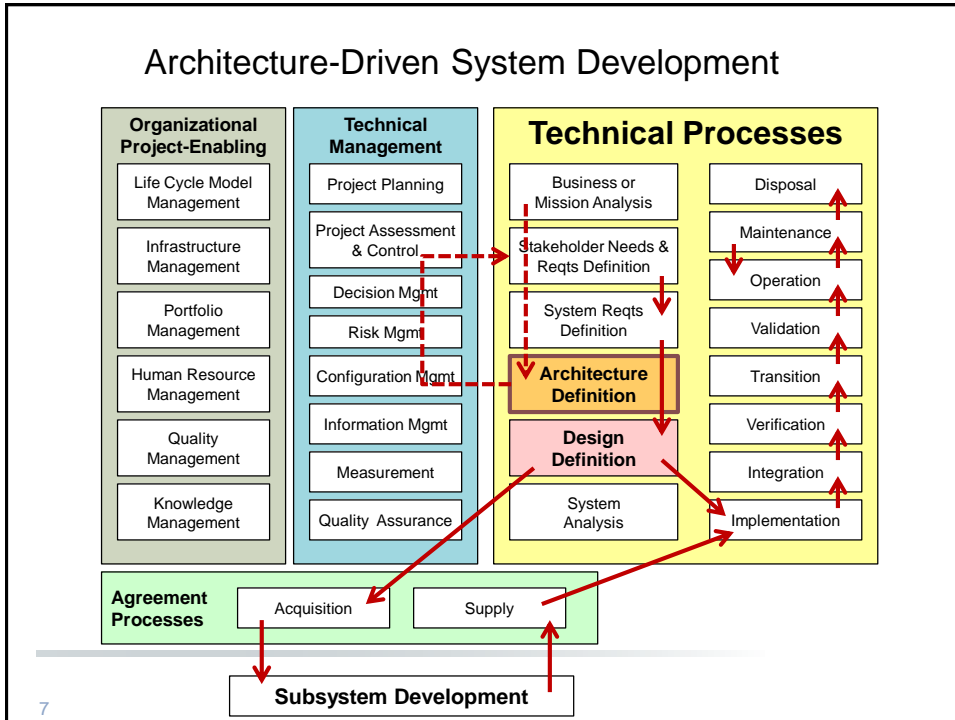 Architecture-Driven System Development
Organizational
Project-Enabling
Life Cycle Model
Management
Infrastructure
Management
Portfolio
Management
Human Resource
Management
Quality
Management
Knowledge
Management
Technical
Management
Project Planning
Project Assessment
& Control
Decision Mgmt
Risk Mgmt
Configuration Mgmt
Information Mgmt
Measurement
Quality Assurance
Technical Processes
Business or
Mission Analysis
Stakeholder Needs &
Reqts Definition
System Reqts
Definition
Architecture
Definition
Design
Definition
System
Analysis
Disposal
Maintenance
Operation
Validation
Transition
Verification
Integration
Implementation
Agreement
Processes
Acquisition
Supply
Subsystem Development
7